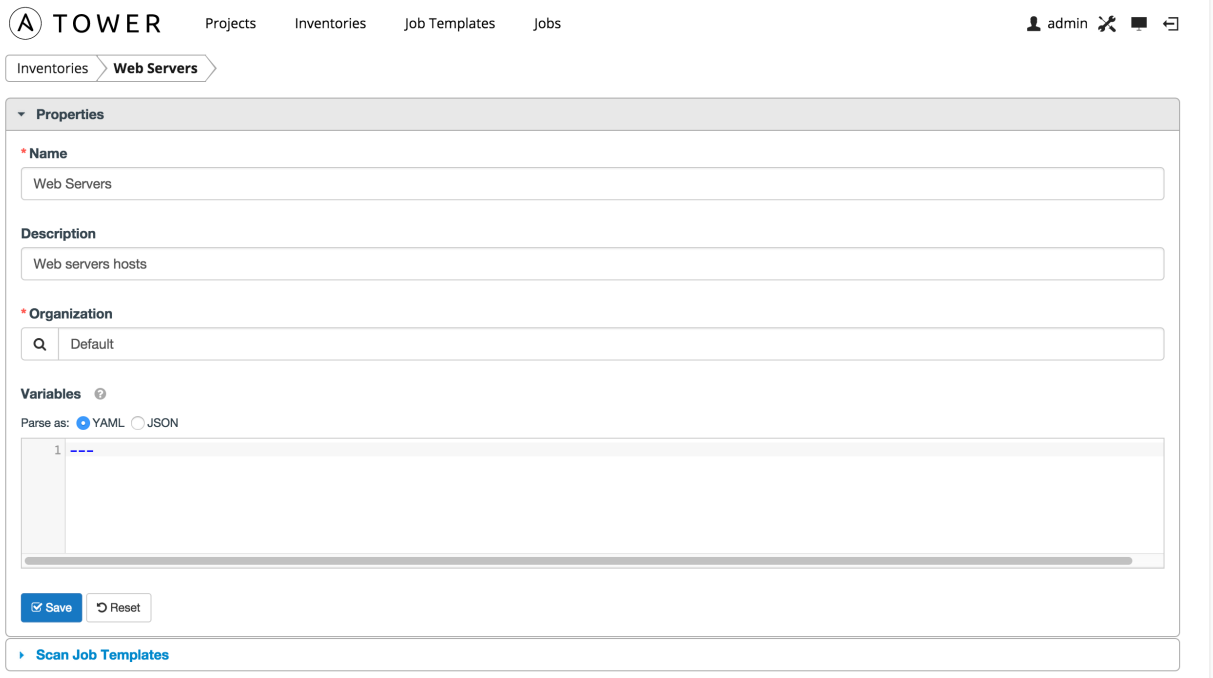 A TOWER Projects Inventories Job Templates Jobs admin
Inventories Web Servers
Properties
* Name
Web Servers
Description
Web servers hosts
* Organization
Default
Variables ?
Parse as: YAML JSON
1 ---
Save Reset
Scan Job Templates